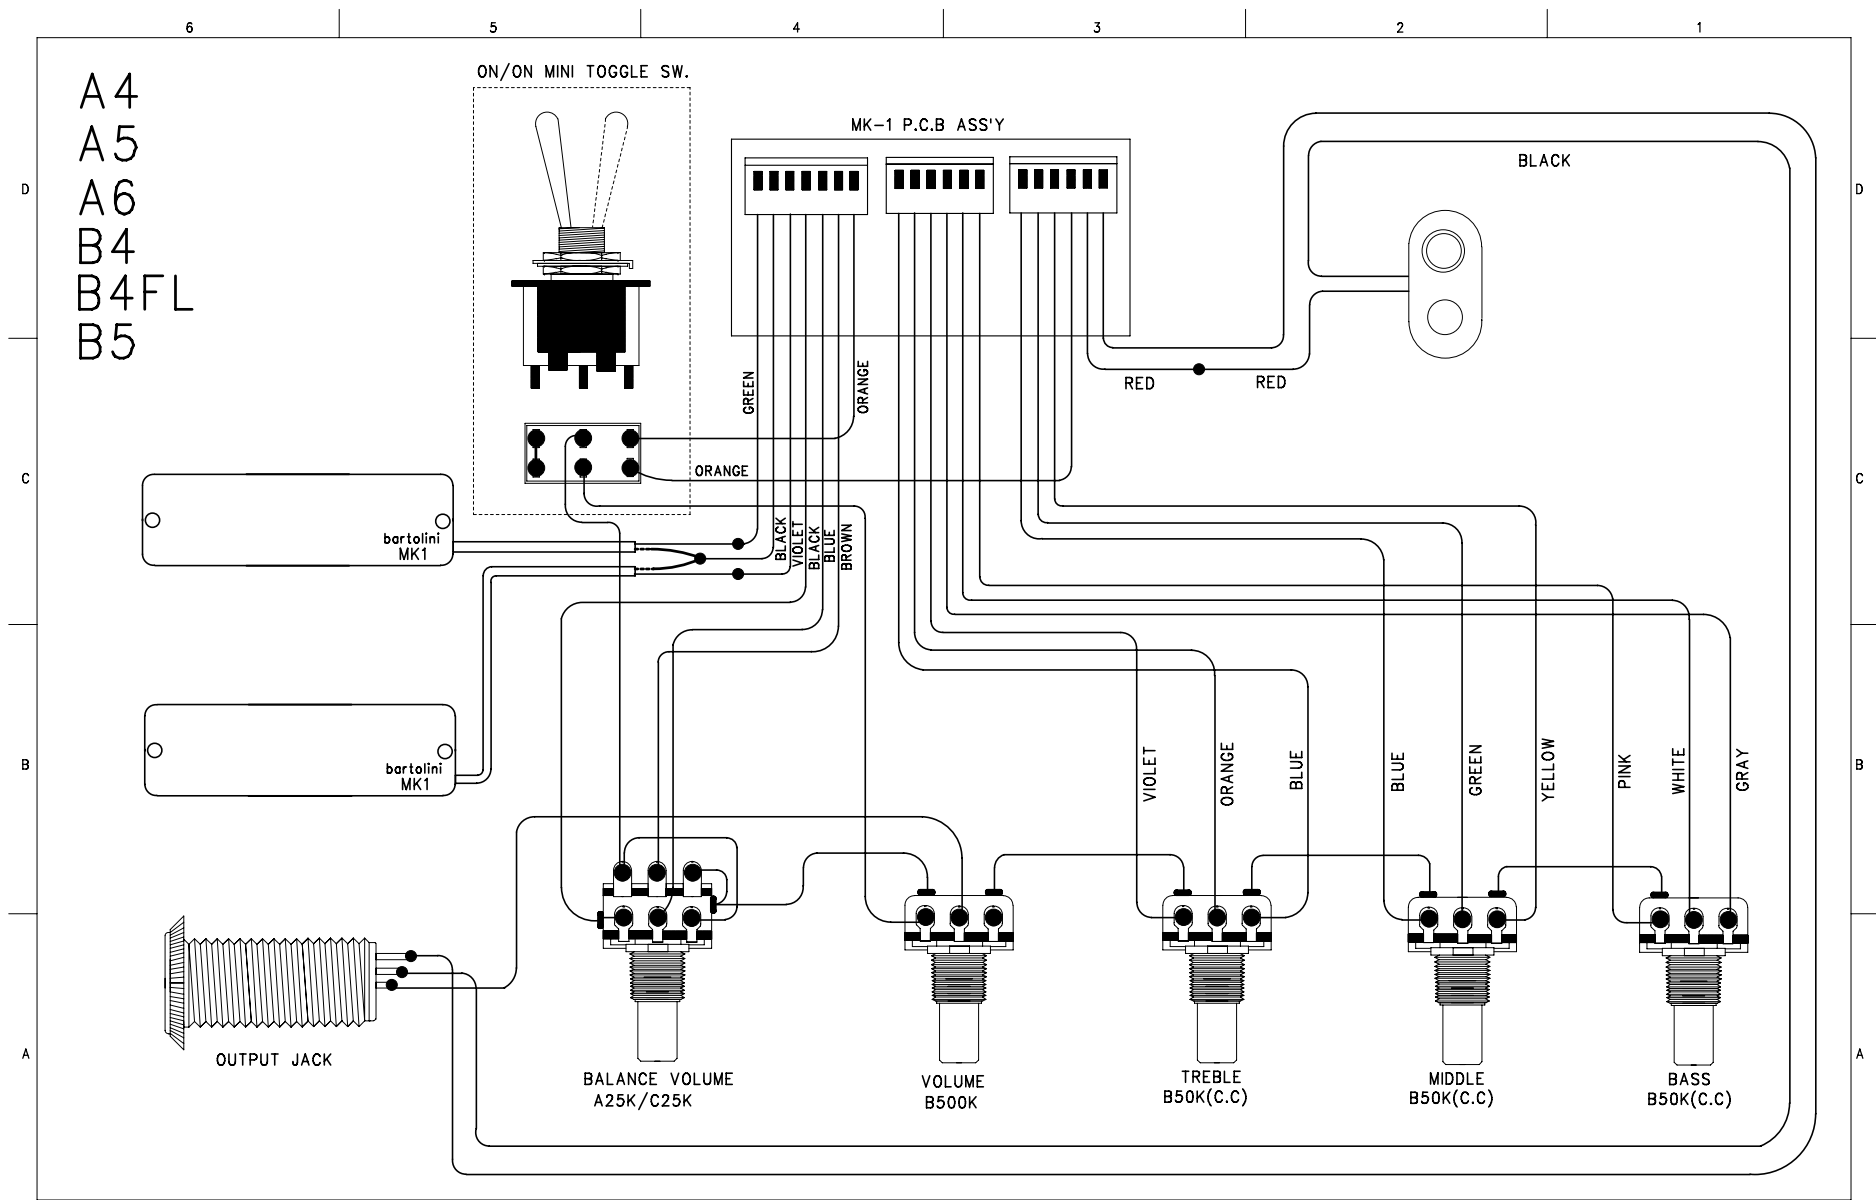 6 5 4 3 2 1
A4
A5
A6
B4
B4FL
B5
ON/ON MINI TOGGLE SW.
MK-1 P.C.B ASS'Y
BLACK
D
D
RED
RED
GREEN
ORANGE
ORANGE
C
C
BLACK
VIOLET
BLACK
BLUE
BROWN
bartolini
MK1
bartolini
MK1
B
B
VIOLET
ORANGE
BLUE
BLUE
GREEN
YELLOW
PINK
WHITE
GRAY
A
A
OUTPUT JACK
BALANCE VOLUME
A25K/C25K
VOLUME
B500K
TREBLE
B50K(C.C)
MIDDLE
B50K(C.C)
BASS
B50K(C.C)